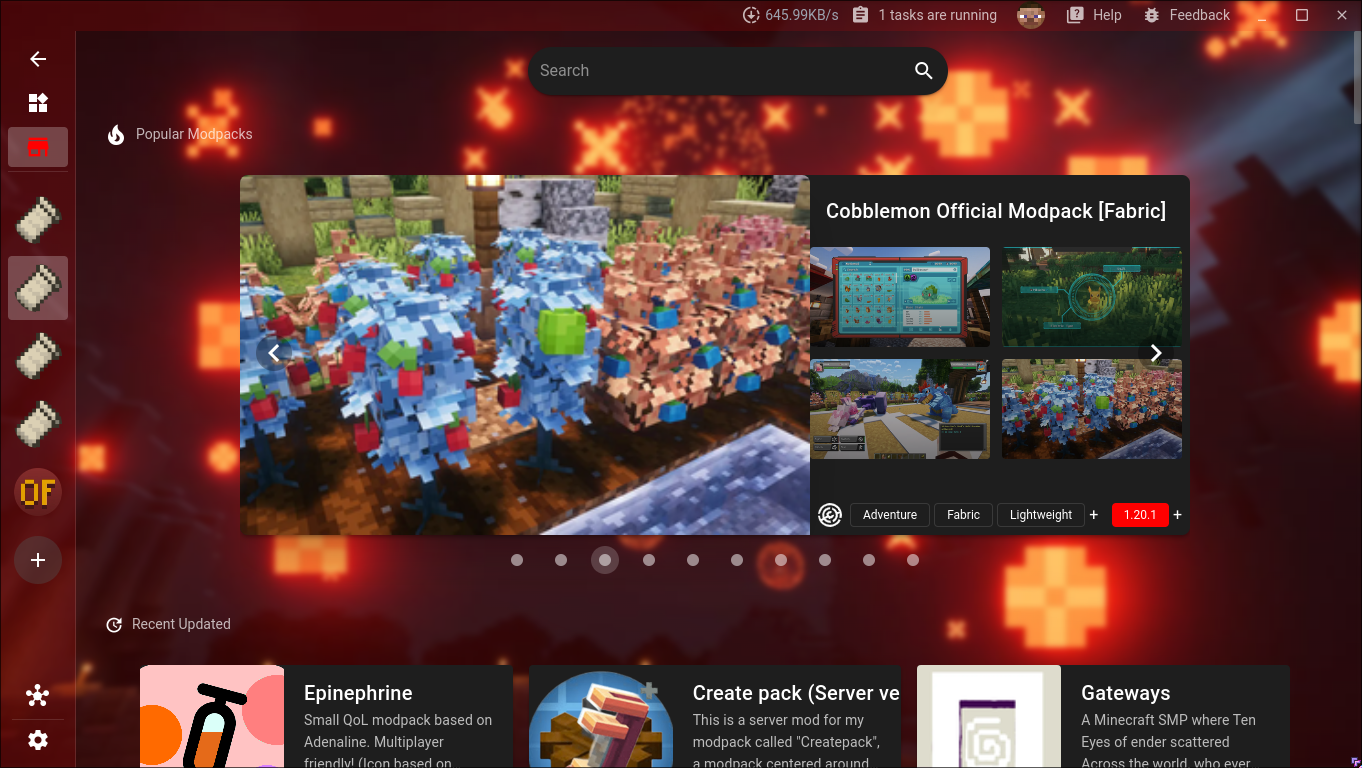 645.99KB/s
1 tasks are running
Help
Feedback
Search
Popular Modpacks
Cobblemon Official Modpack [Fabric]
Adventure
Fabric
Lightweight
+
1.20.1
+
OF
Recent Updated
Epinephrine
Small QoL modpack based on
Adenaline. Multiplayer
friendly! (Icon based on
Create pack (Server ve
This is a server mod for my
modpack called "Createpack",
a modpack centered around
Gateways
A Minecraft SMP where Ten
Eyes of ender scattered
Across the world, who ever